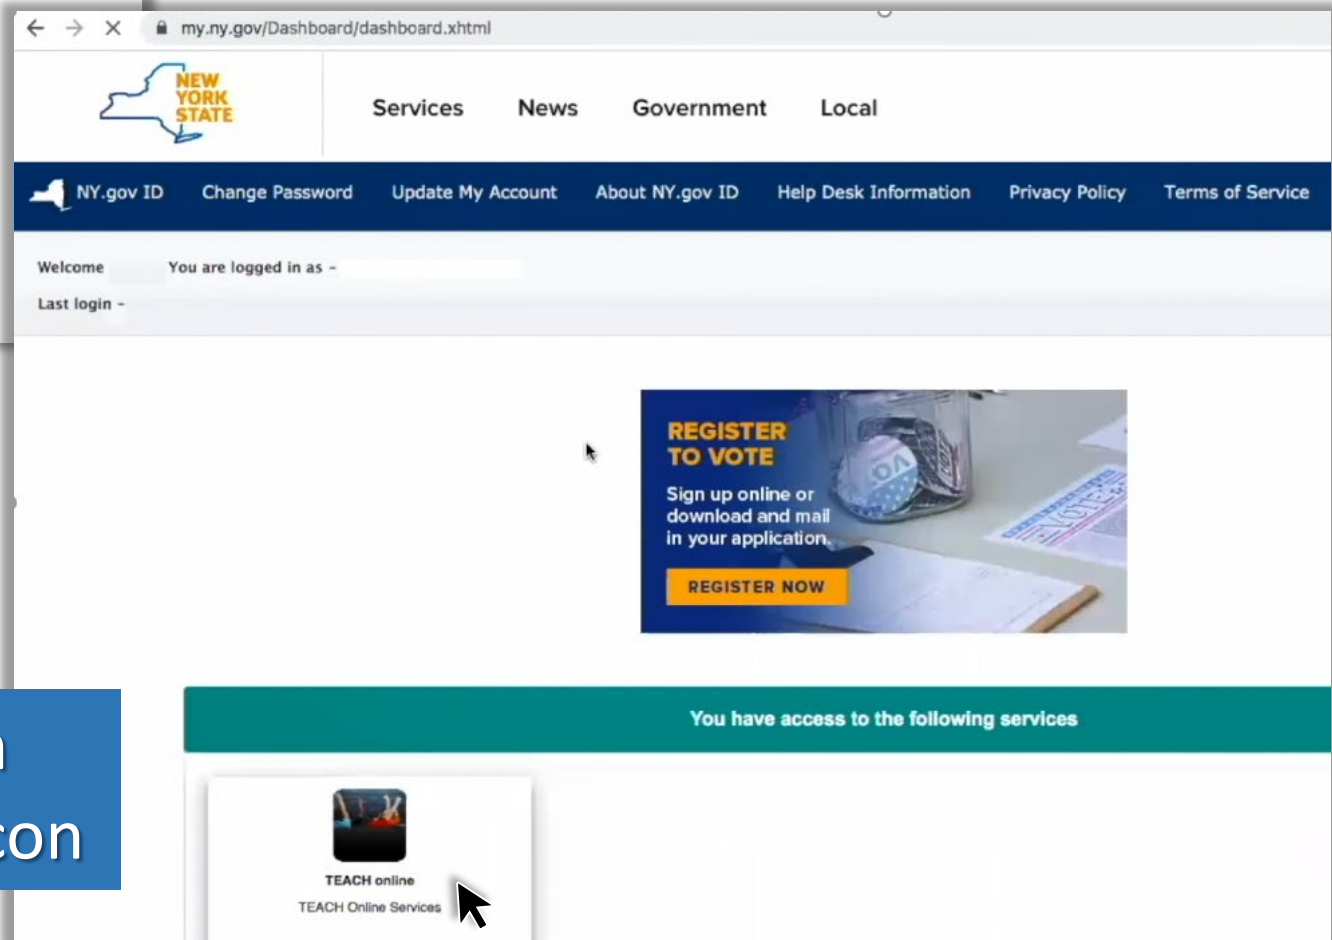 my.ny.gov/Dashboard/dashboard.xhtml
NEW
YORK
STATE
Services News Government Local
NY.gov ID Change Password Update My Account About NY.gov ID Help Desk Information Privacy Policy Terms of Service
Welcome You are logged in as -
Last login -
REGISTER
TO VOTE
Sign up online or
download and mail
in your application.
REGISTER NOW
VOTE
You have access to the following services
TEACH online
TEACH Online Services